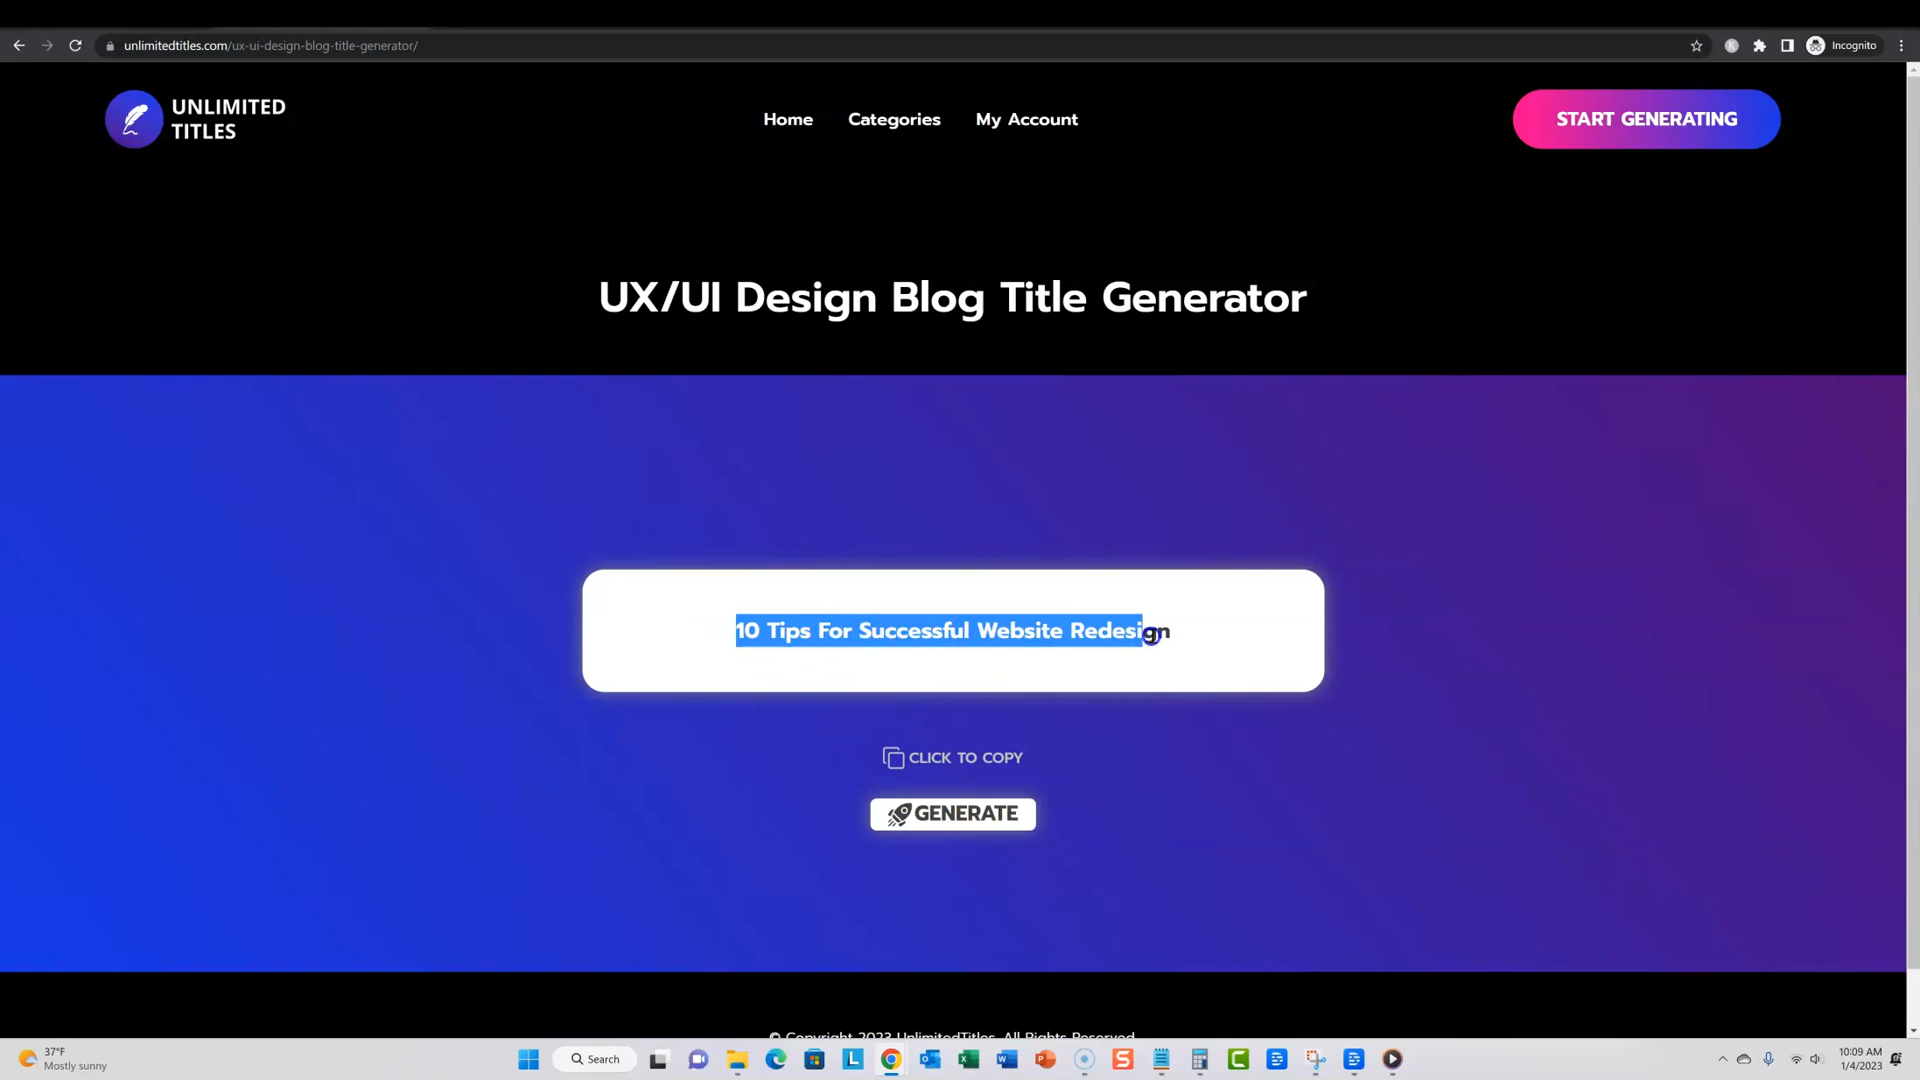 unlimitedtitles.com/ux-ui-design-blog-title-generator/
Incognito
UNLIMITED
TITLES
Home
Categories
My Account
START GENERATING
UX/UI Design Blog Title Generator
10 Tips For Successful Website Redesign
CLICK TO COPY
GENERATE
© Copyright 2023 UnlimitedTitles. All Rights Reserved
37°F
Mostly sunny
Search
10:09 AM
1/4/2023